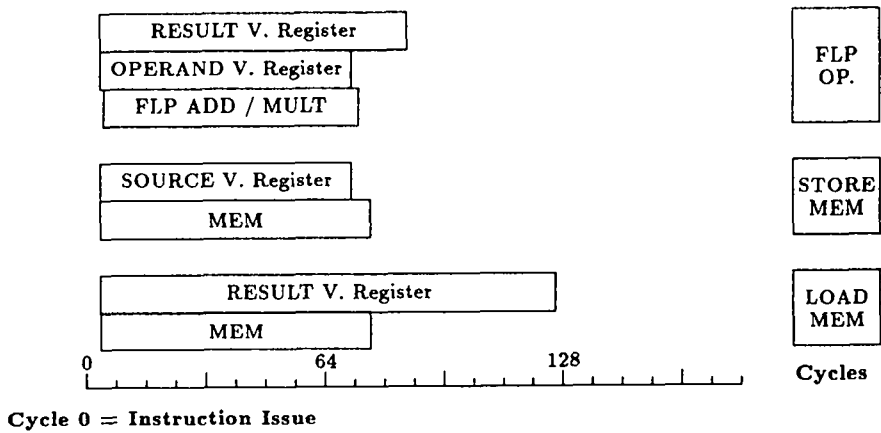 RESULT V. Register
OPERAND V. Register
FLP ADD / MULT
FLP
OP.
SOURCE V. Register
MEM
STORE
MEM
RESULT V. Register
MEM
LOAD
MEM
0 64 128
Cycles
Cycle 0 = Instruction Issue